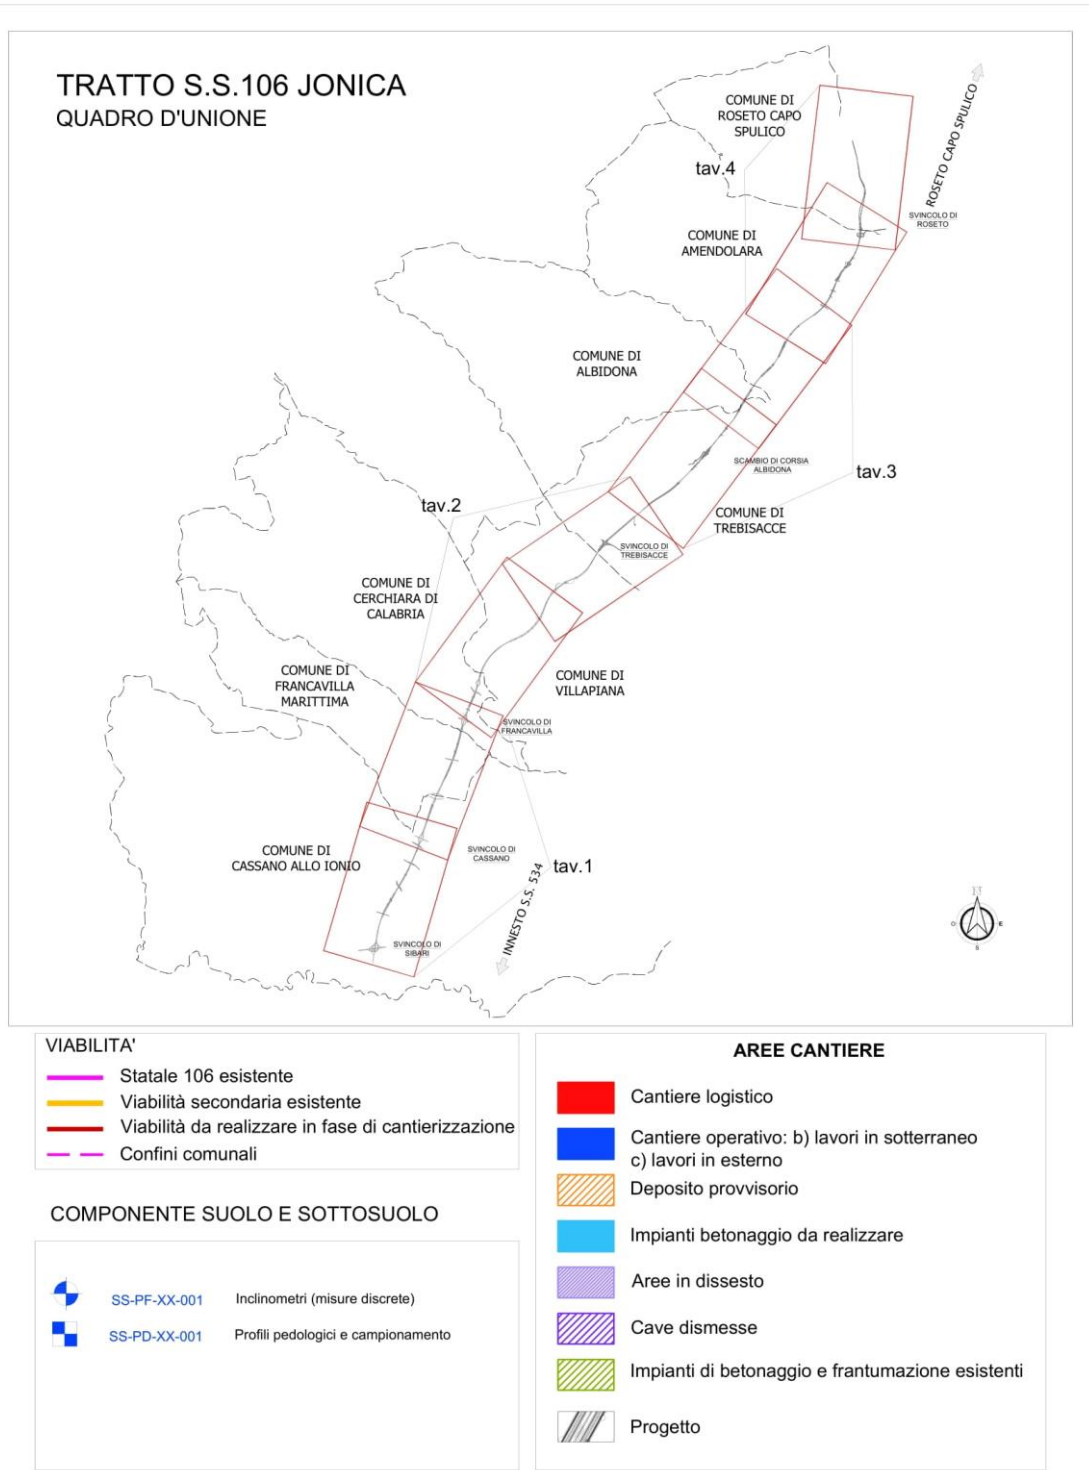 TRATTO S.S.106 JONICA
QUADRO D'UNIONE
COMUNE DI
ROSETO CAPO
SPULICO
ROSETO CAPO SPULICO
tav.4
SVINCOLO DI
ROSETO
COMUNE DI
AMENDOLARA
COMUNE DI
ALBIDONA
SCAMBIO DI CORSIA
ALBIDONA
tav.3
tav.2
COMUNE DI
TREBISACCE
SVINCOLO DI
TREBISACCE
COMUNE DI
CERCHIARA DI
CALABRIA
COMUNE DI
FRANCAVILLA
MARITTIMA
COMUNE DI
VILLAPIANA
SVINCOLO DI
FRANCAVILLA
COMUNE DI
CASSANO ALLO IONIO
SVINCOLO DI
CASSANO
tav.1
INNESTO S.S. 534
SVINCOLO DI
SIBARI
N
O
E
S
VIABILITA'
Statale 106 esistente
Viabilità secondaria esistente
Viabilità da realizzare in fase di cantierizzazione
Confini comunali
COMPONENTE SUOLO E SOTTOSUOLO
SS-PF-XX-001 Inclinometri (misure discrete)
SS-PD-XX-001 Profili pedologici e campionamento
AREE CANTIERE
Cantiere logistico
Cantiere operativo: b) lavori in sotterraneo
c) lavori in esterno
Deposito provvisorio
Impianti betonaggio da realizzare
Aree in dissesto
Cave dismesse
Impianti di betonaggio e frantumazione esistenti
Progetto